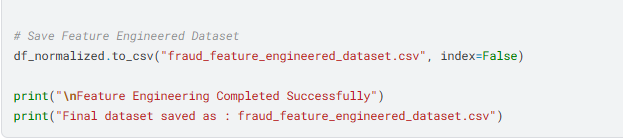 # Save Feature Engineered Dataset
df_normalized.to_csv("fraud_feature_engineered_dataset.csv", index=False)
print("\nFeature Engineering Completed Successfully")
print("Final dataset saved as : fraud_feature_engineered_dataset.csv")